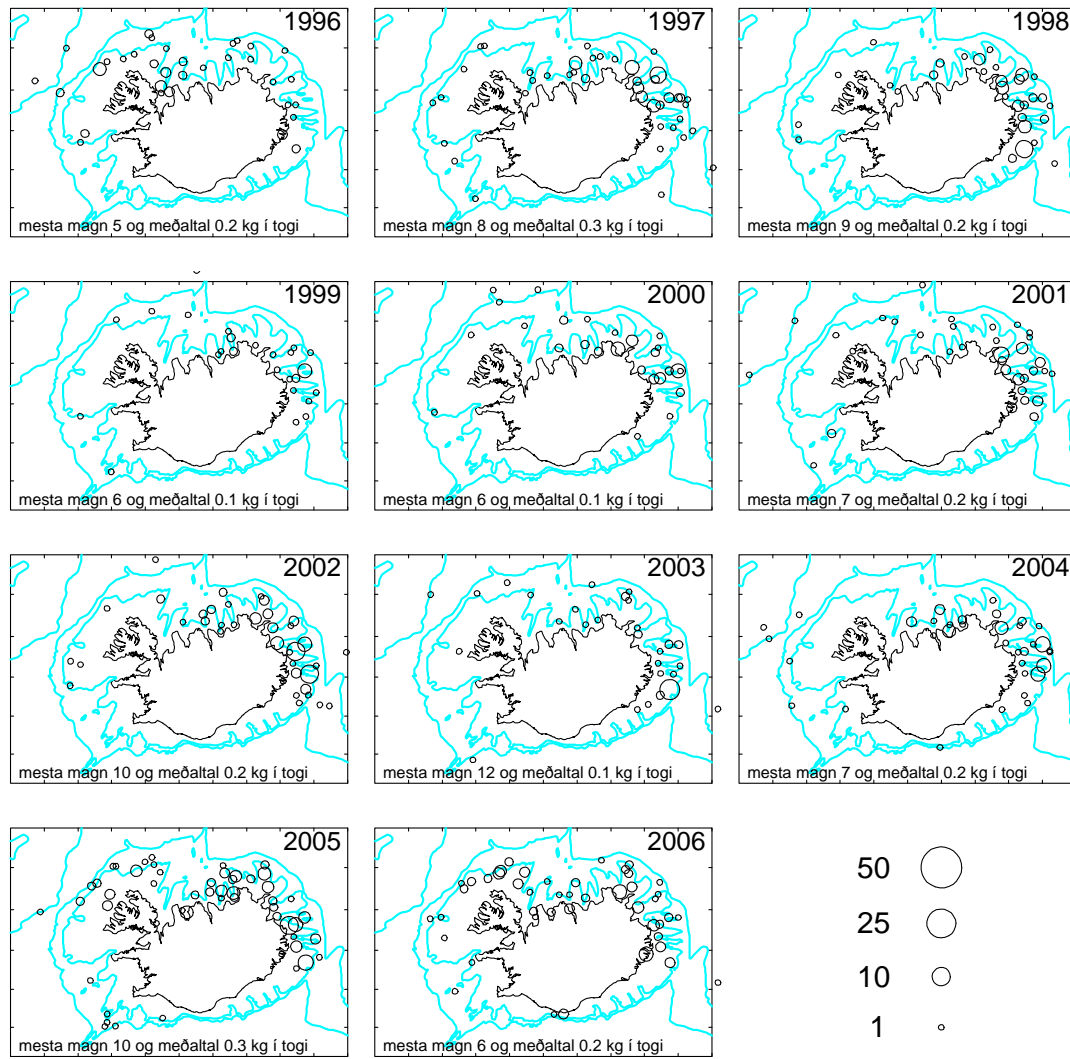 1996
mesta magn 5 og meðaltal 0.2 kg í togi
1997
mesta magn 8 og meðaltal 0.3 kg í togi
1998
mesta magn 9 og meðaltal 0.2 kg í togi
1999
mesta magn 6 og meðaltal 0.1 kg í togi
2000
mesta magn 6 og meðaltal 0.1 kg í togi
2001
mesta magn 7 og meðaltal 0.2 kg í togi
2002
mesta magn 10 og meðaltal 0.2 kg í togi
2003
mesta magn 12 og meðaltal 0.1 kg í togi
2004
mesta magn 7 og meðaltal 0.2 kg í togi
2005
mesta magn 10 og meðaltal 0.3 kg í togi
2006
mesta magn 6 og meðaltal 0.2 kg í togi
50
25
10
1